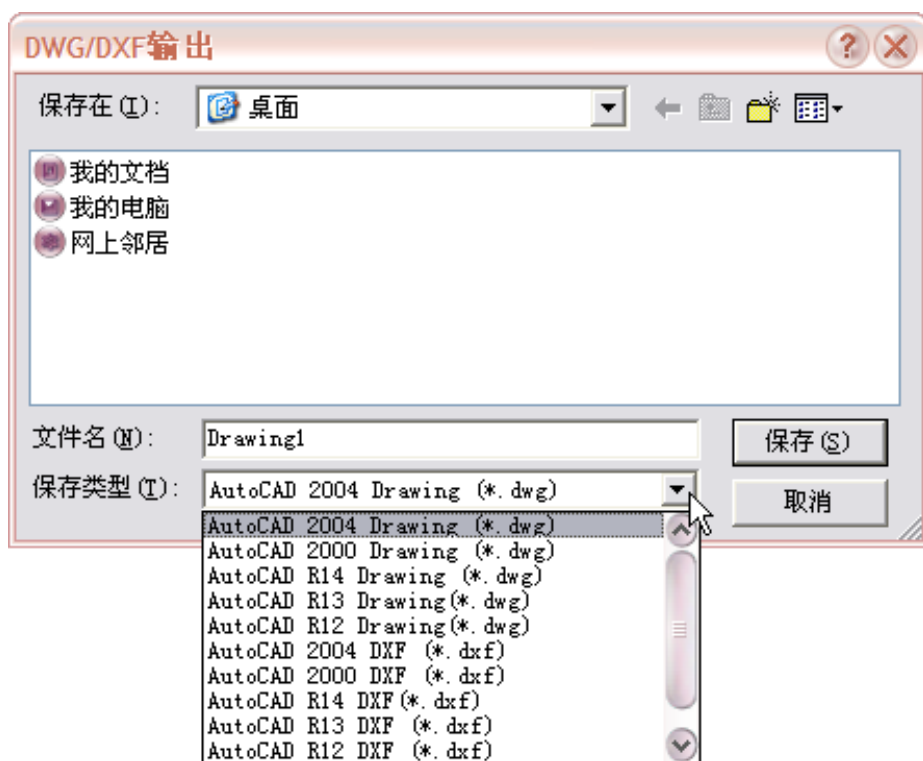 DWG/DXF输出
保存在(I):
桌面
我的文档
我的电脑
网上邻居
文件名(N):
Drawing1
保存(S)
保存类型(T):
AutoCAD 2004 Drawing (*.dwg)
取消
AutoCAD 2004 Drawing (*.dwg)
AutoCAD 2000 Drawing (*.dwg)
AutoCAD R14 Drawing (*.dwg)
AutoCAD R13 Drawing(*.dwg)
AutoCAD R12 Drawing(*.dwg)
AutoCAD 2004 DXF (*.dxf)
AutoCAD 2000 DXF (*.dxf)
AutoCAD R14 DXF(*.dxf)
AutoCAD R13 DXF (*.dxf)
AutoCAD R12 DXF (*.dxf)